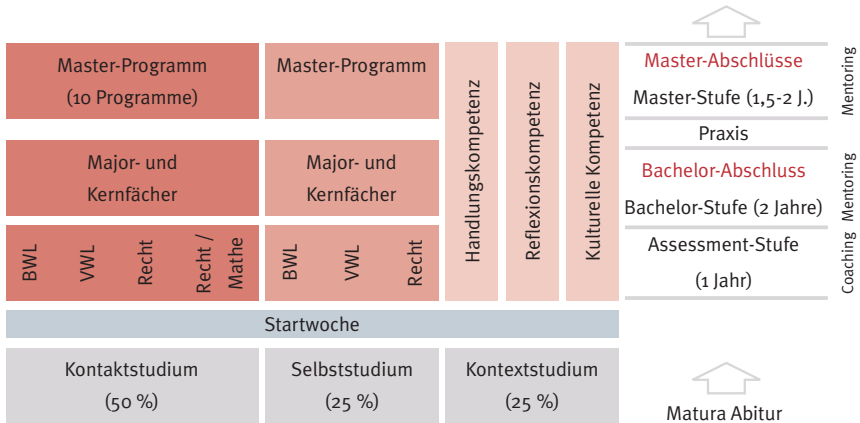 Master-Programm
(10 Programme)
Master-Programm
Major- und
Kernfächer
Major- und
Kernfächer
BWL
VWL
Recht
Recht /
Mathe
BWL
VWL
Recht
Handlungskompetenz
Reflexionskompetenz
Kulturelle Kompetenz
Master-Abschlüsse
Master-Stufe (1,5-2 J.)
Praxis
Bachelor-Abschluss
Bachelor-Stufe (2 Jahre)
Assessment-Stufe
(1 Jahr)
Mentoring
Mentoring
Coaching
Startwoche
Kontaktstudium
(50 %)
Selbststudium
(25 %)
Kontextstudium
(25 %)
Matura Abitur